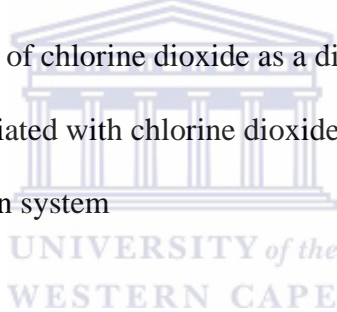 of chlorine dioxide as a di
iated with chlorine dioxide
n system
UNIVERSITY of the
WESTERN CAPE